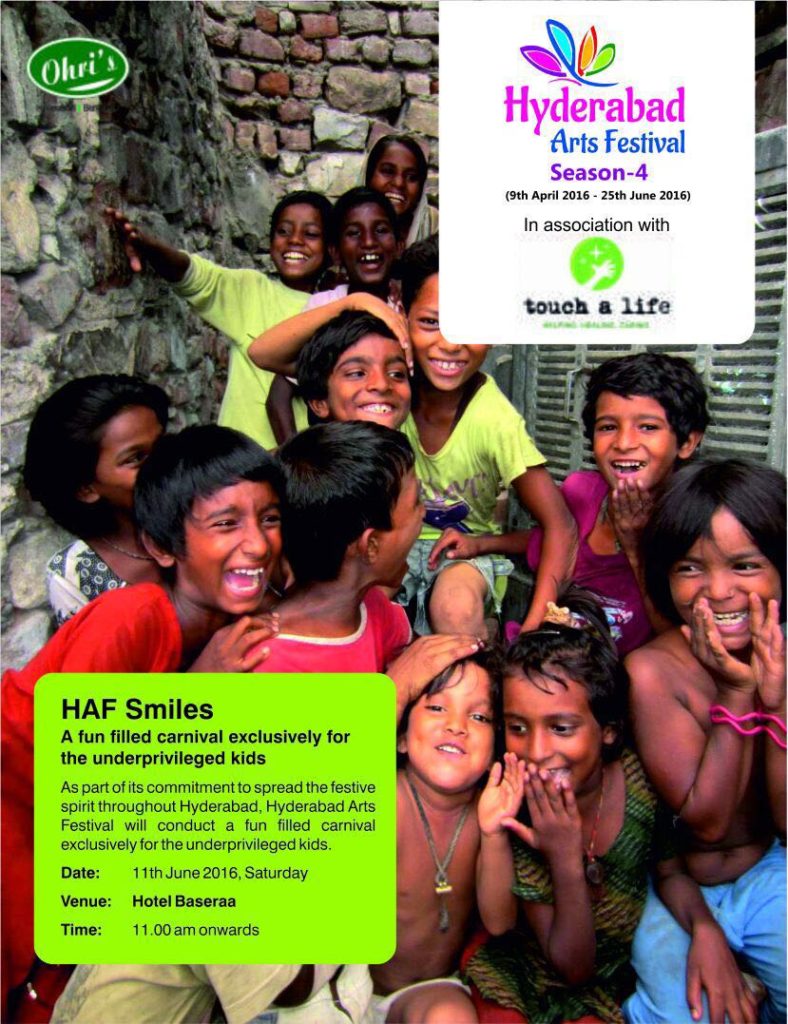 Ohri's
Hyderabad
Arts Festival
Season-4
(9th April 2016 - 25th June 2016)
In association with
touch a life
HELPING HEALING CARING
HAF Smiles
A fun filled carnival exclusively for
the underprivileged kids
As part of its commitment to spread the festive
spirit throughout Hyderabad, Hyderabad Arts
Festival will conduct a fun filled carnival
exclusively for the underprivileged kids.
Date: 11th June 2016, Saturday
Venue: Hotel Baseraa
Time: 11.00 am onwards